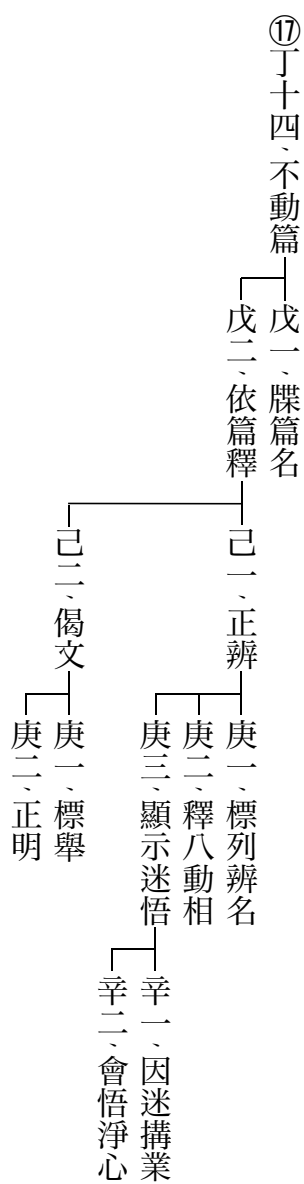 ⑰丁十四、不動篇
戊一、牒篇名
戊二、依篇釋
己一、正辨
庚一、標列辨名
庚二、釋八動相
庚三、顯示迷悟
辛一、因迷搆業
辛二、會悟淨心
己二、偈文
庚一、標舉
庚二、正明